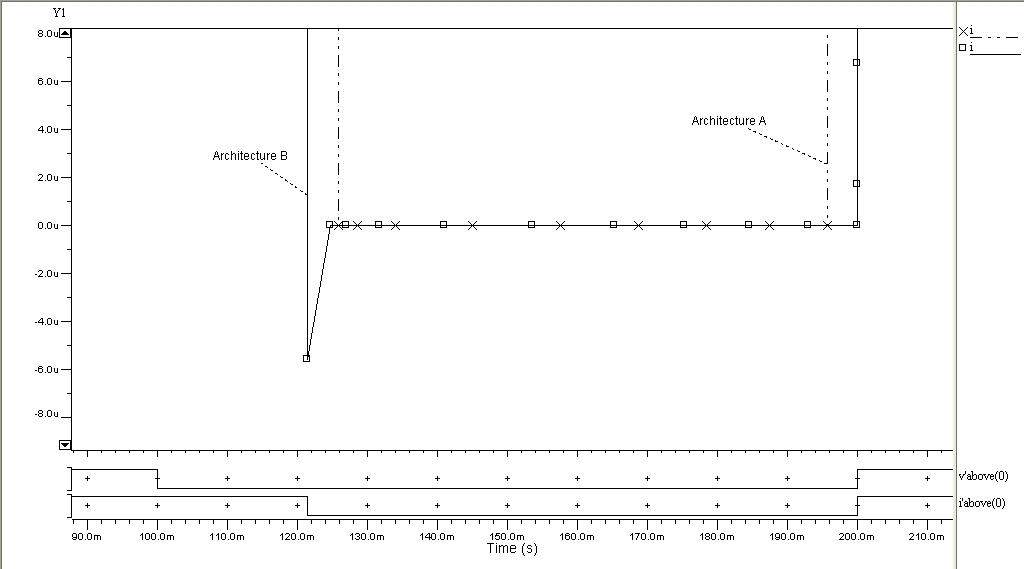 Y1
8.0u
6.0u
4.0u
2.0u
0.0u
-2.0u
-4.0u
-6.0u
-8.0u
Architecture B
Architecture A
i
i
v'above(0)
i'above(0)
90.0m 100.0m 110.0m 120.0m 130.0m 140.0m 150.0m 160.0m 170.0m 180.0m 190.0m 200.0m 210.0m
Time (s)